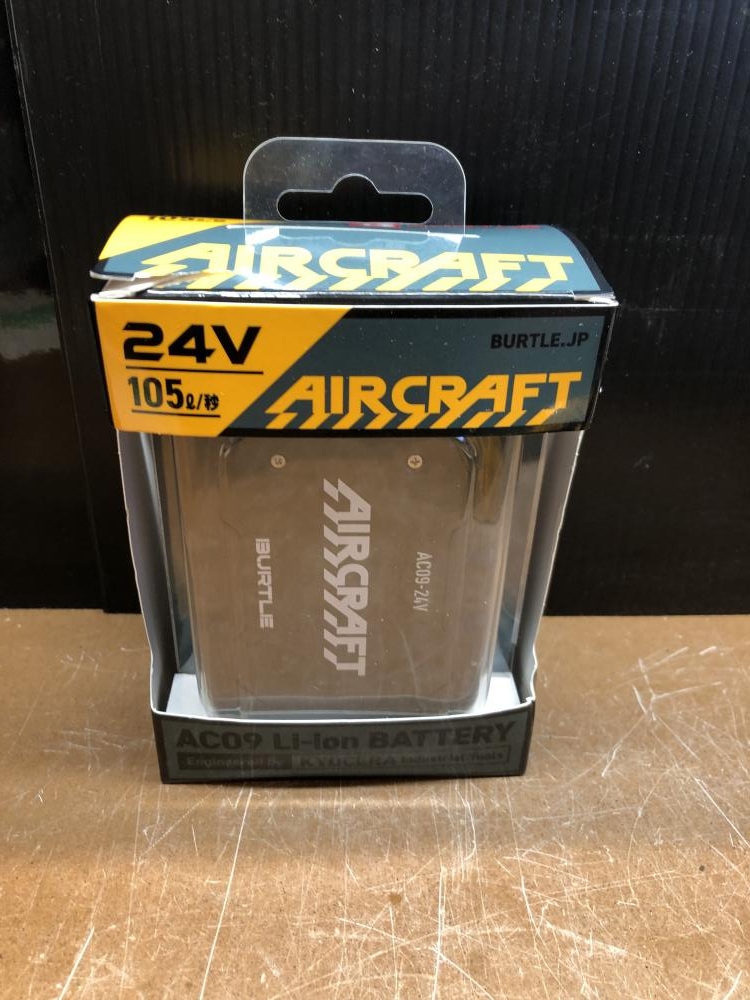 AIRCRAFT
24V
BURTLE.JP
105ℓ/秒
AIRCRAFT
AIRCRAFT
BURTLE
AC09-24V
AC09 Li-ion BATTERY
Engineered by KYOCERA Industrial Tools